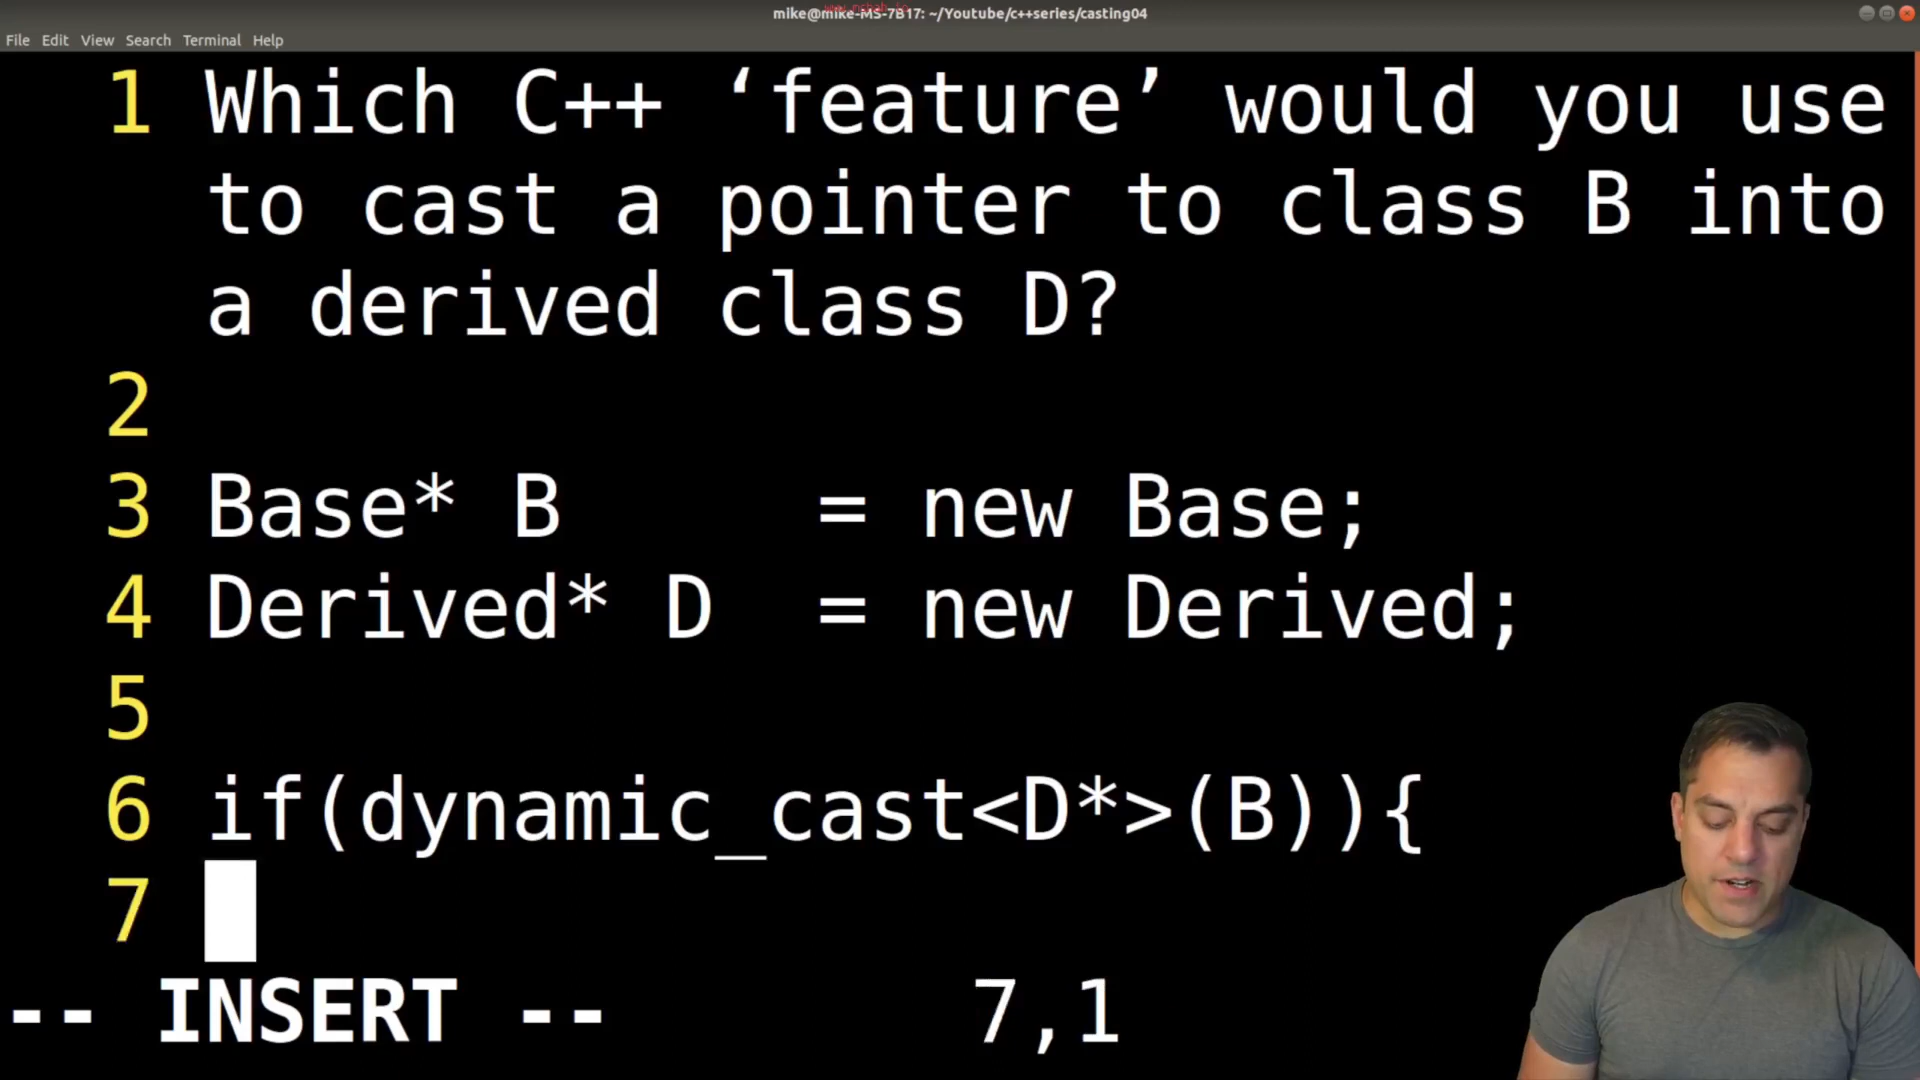 mike@mike-MS-7B17: ~/Youtube/c++series/casting04
File Edit View Search Terminal Help
1 Which C++ ‘feature’ would you use
to cast a pointer to class B into
a derived class D?
2
3 Base* B = new Base;
4 Derived* D = new Derived;
5
6 if(dynamic_cast<D*>(B)){
7
-- INSERT -- 7,1